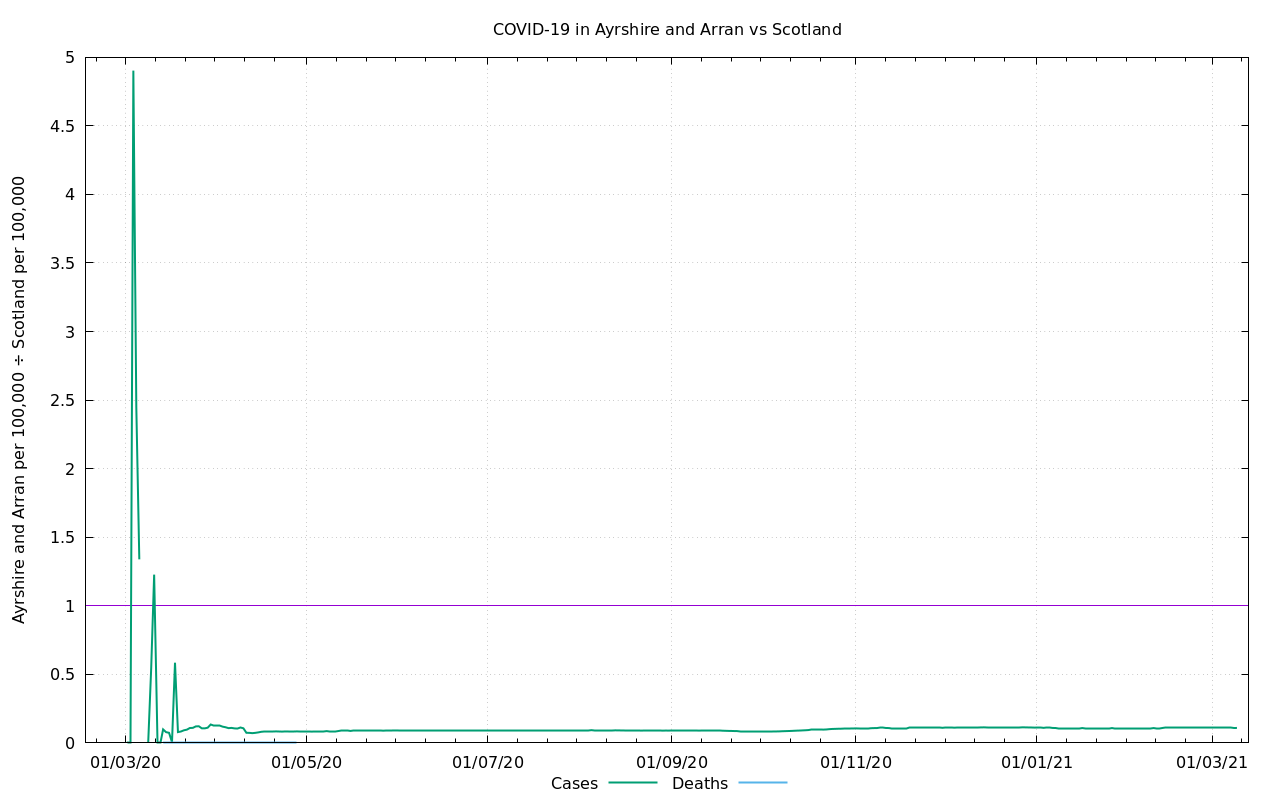 COVID-19 in Ayrshire and Arran vs Scotland
Ayrshire and Arran per 100,000 ÷ Scotland per 100,000
5
4.5
4
3.5
3
2.5
2
1.5
1
0.5
0
01/03/20 01/05/20 01/07/20 01/09/20 01/11/20 01/01/21 01/03/21
Cases Deaths